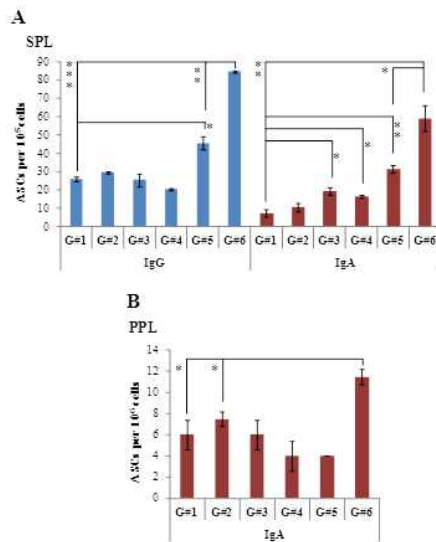 A
SPL
ASCs per 10⁶ cells
90
80
70
60
50
40
30
20
10
0
* * *
* *
*
* *
*
*
*
* *
G#1 G#2 G#3 G#4 G#5 G#6 G#1 G#2 G#3 G#4 G#5 G#6
IgG IgA
B
PPL
ASCs per 10⁶ cells
14
12
10
8
6
4
2
0
* *
G#1 G#2 G#3 G#4 G#5 G#6
IgA